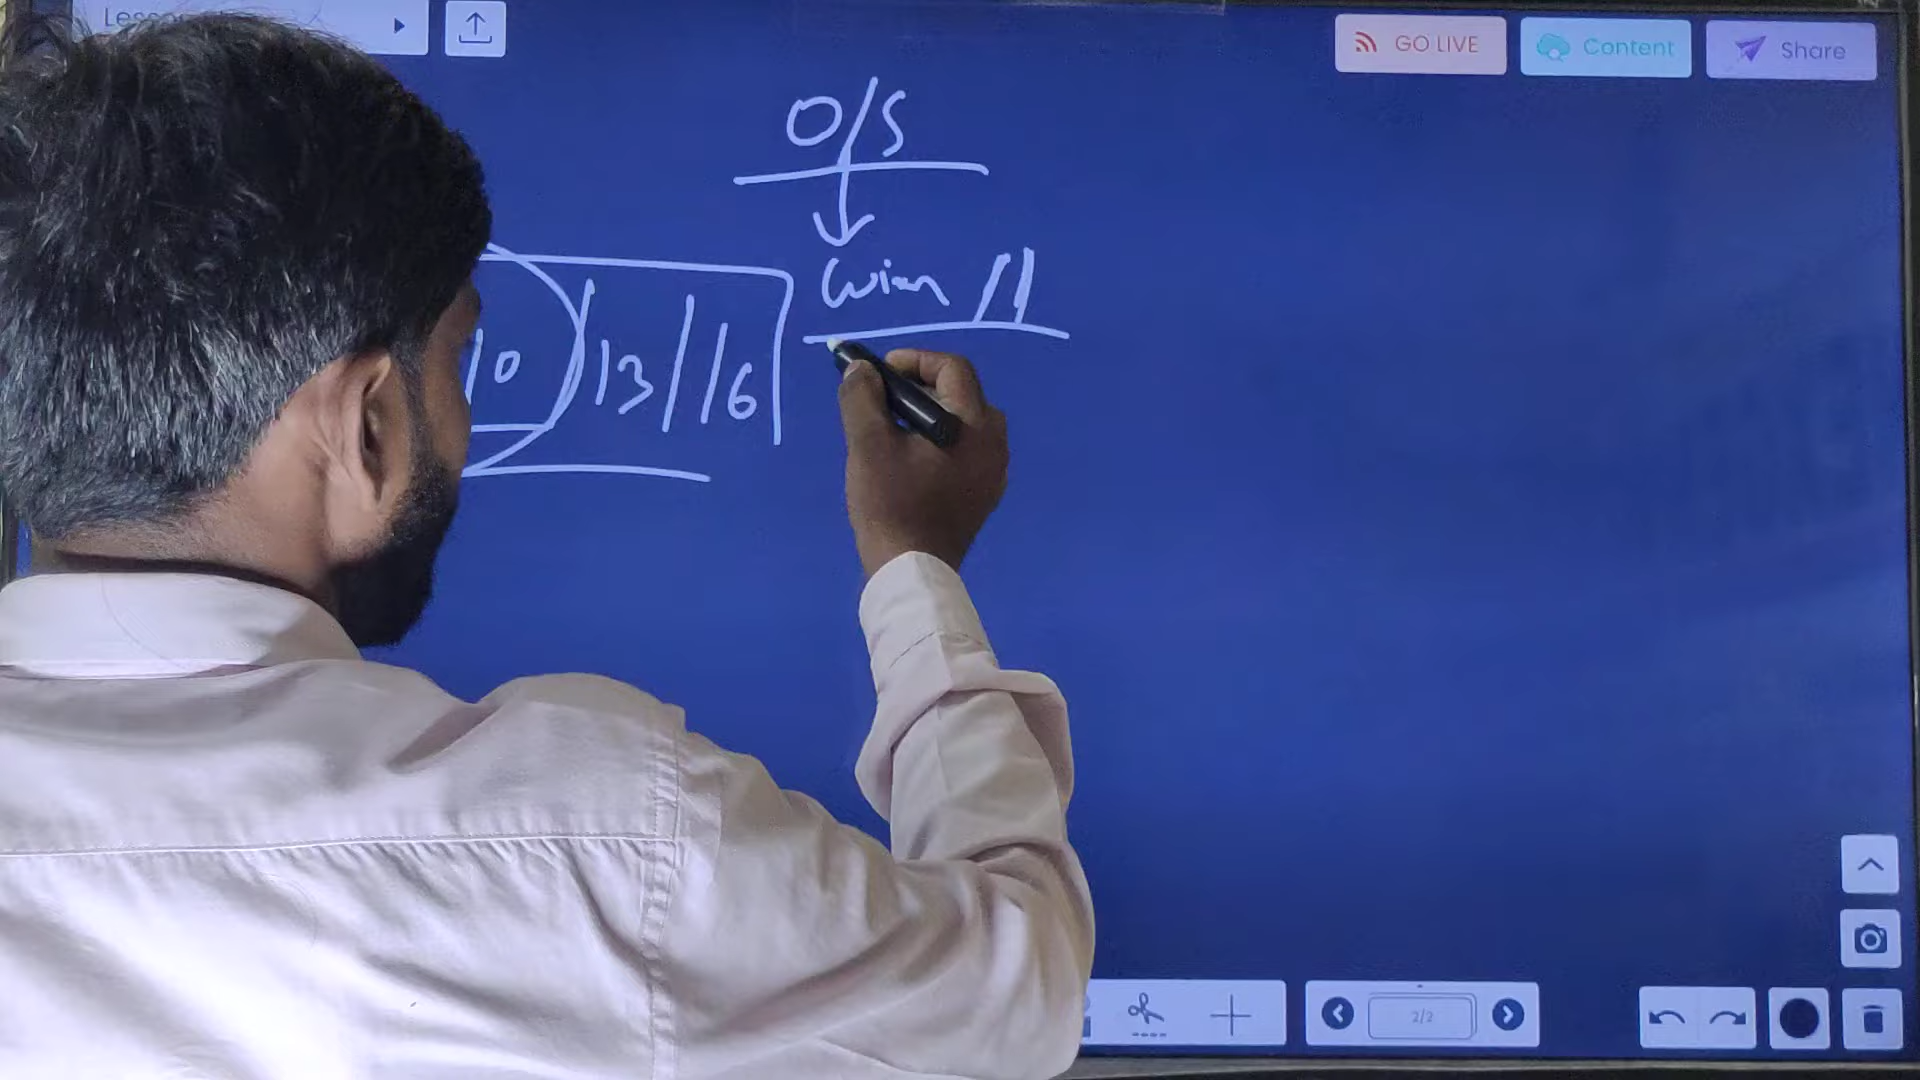 GO LIVE
Content
Share
O/S
Win 11
10 / 13 / 16
2/2